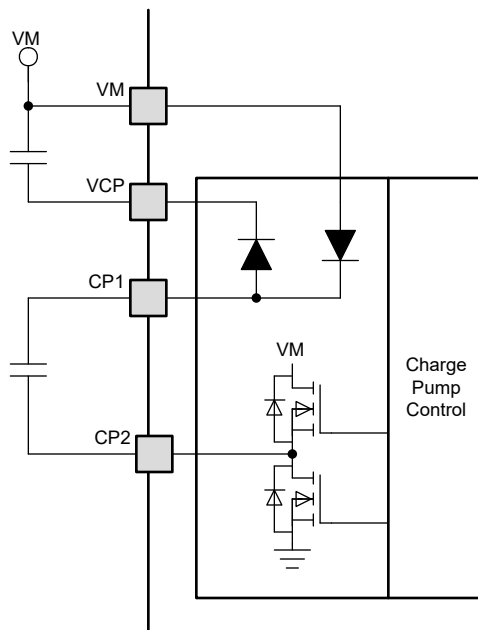 VM
VM
VCP
CP1
VM
Charge
Pump
Control
CP2